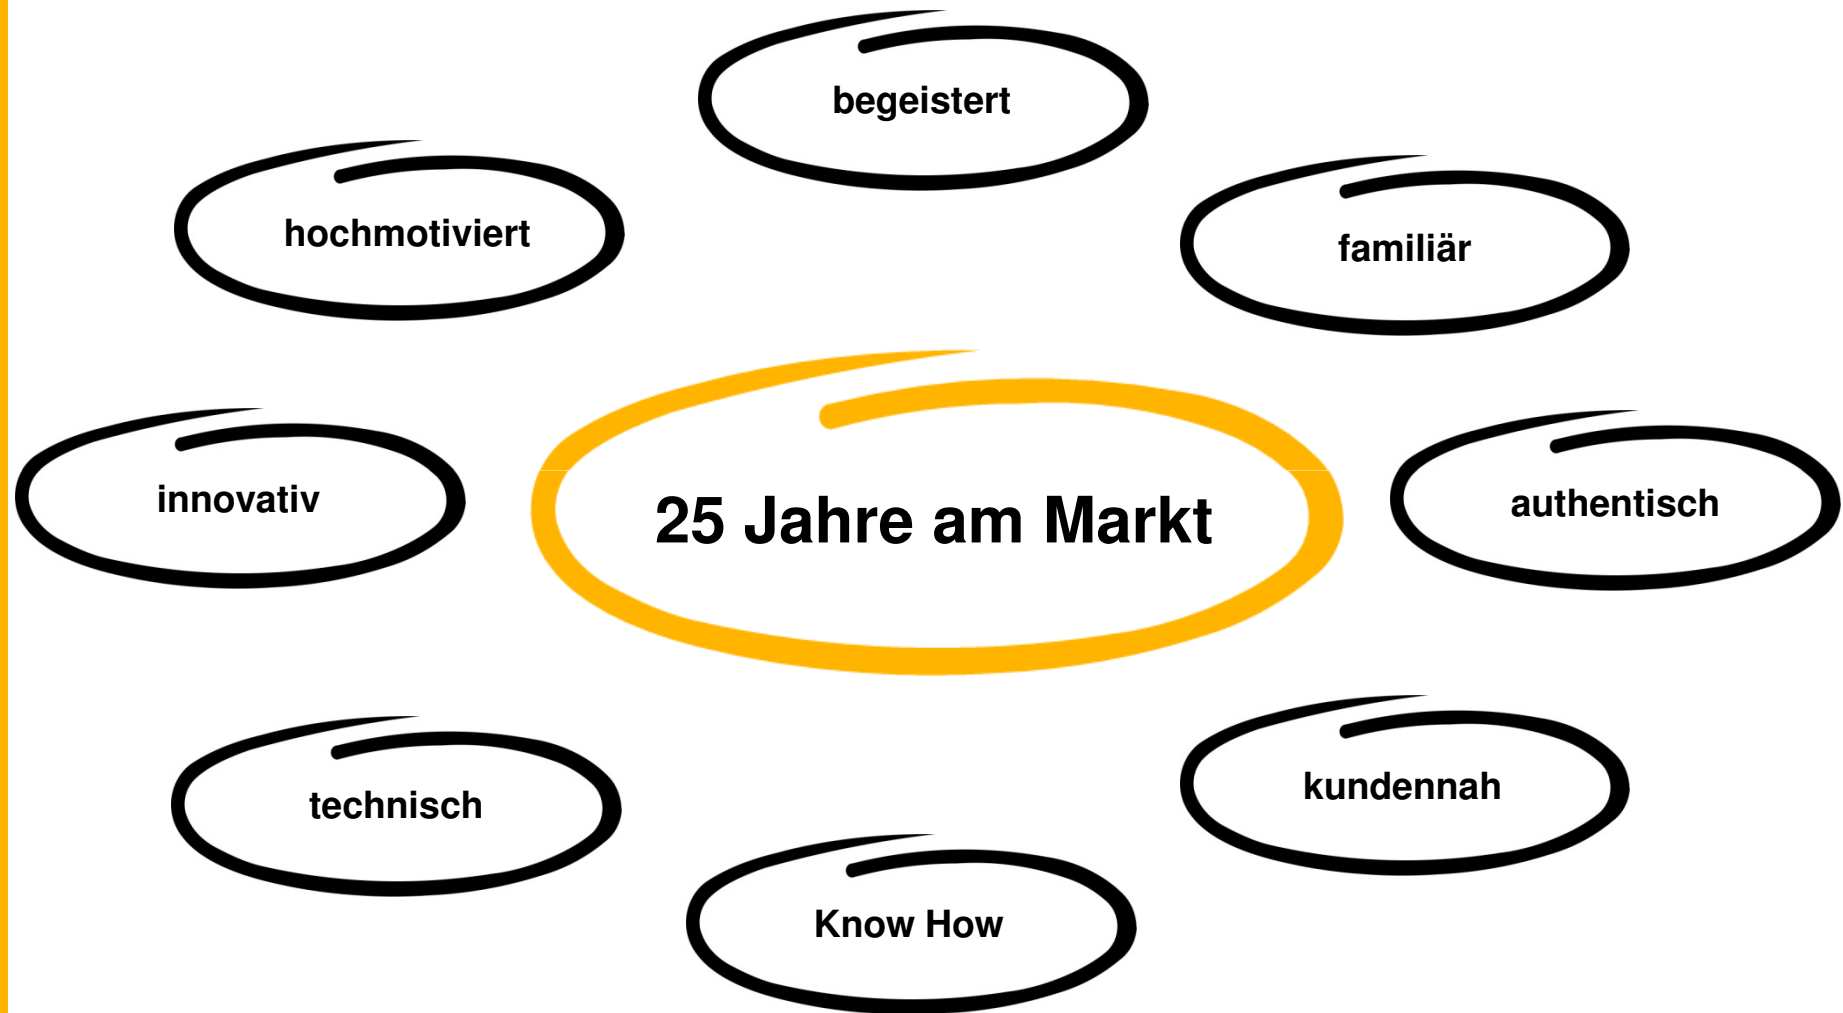 begeistert
hochmotiviert
familiär
innovativ
25 Jahre am Markt
authentisch
technisch
kundennah
Know How